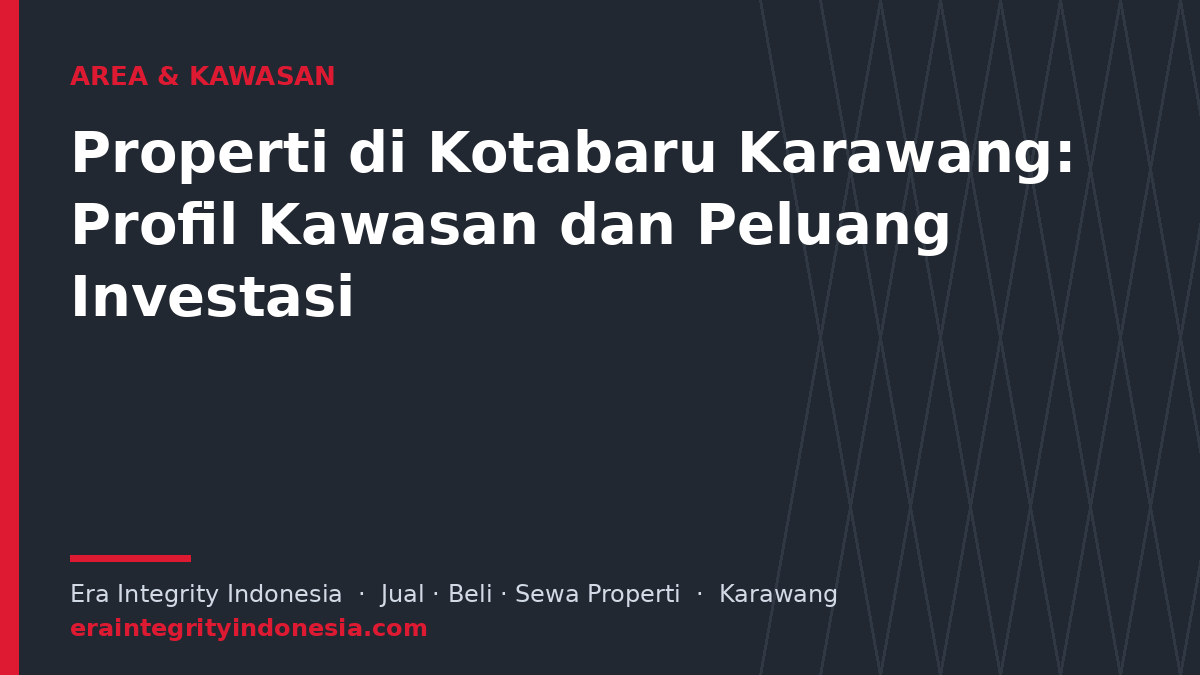 AREA & KAWASAN
Properti di Kotabaru Karawang:
Profil Kawasan dan Peluang
Investasi
Era Integrity Indonesia · Jual · Beli · Sewa Properti · Karawang
eraintegrityindonesia.com